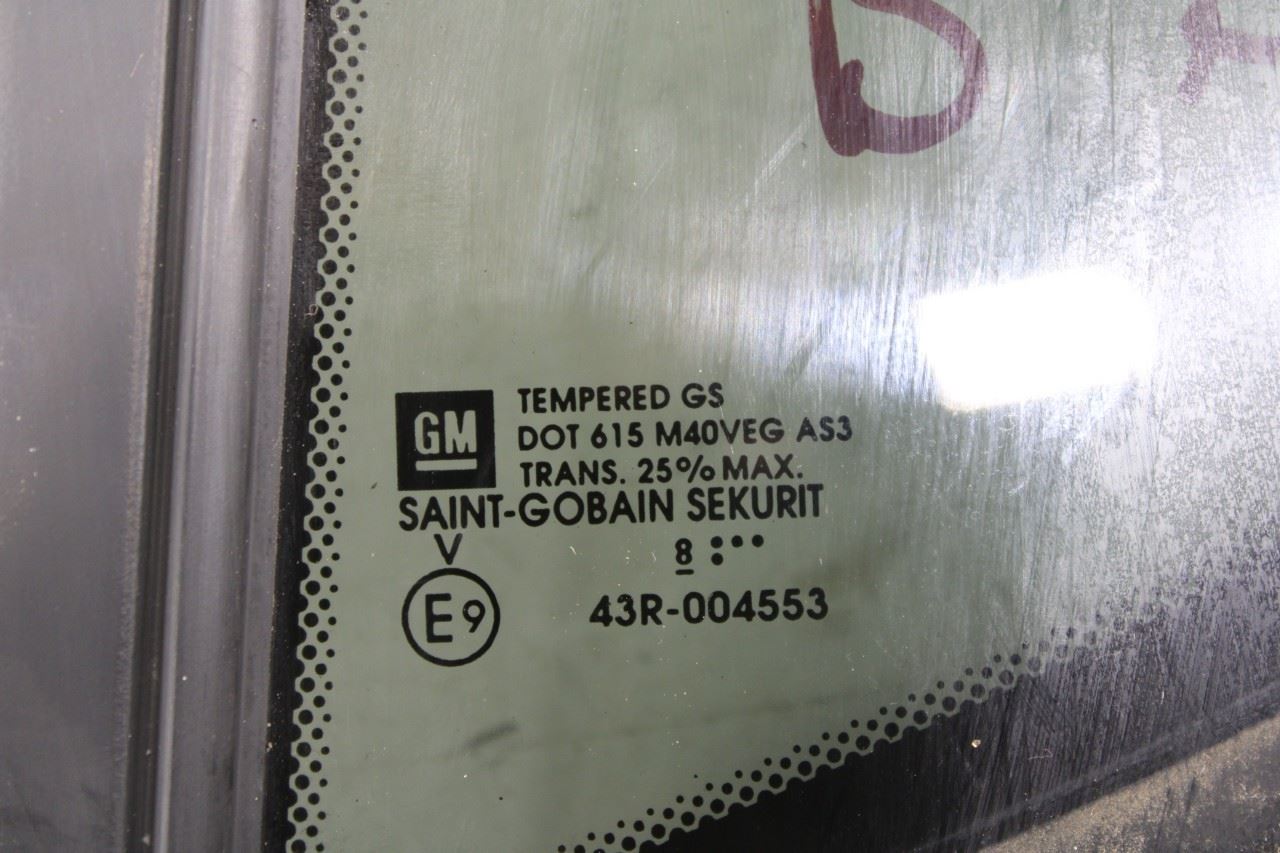 GM
TEMPERED GS
DOT 615 M40VEG AS3
TRANS. 25% MAX.
SAINT-GOBAIN SEKURIT
V
8
E9
43R-004553